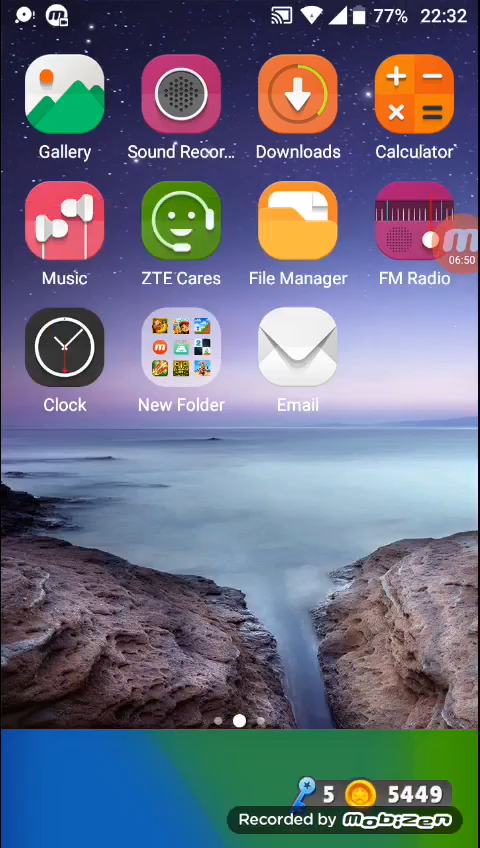 77% 22:32
Gallery Sound Recor... Downloads Calculator
m
06:50
Music ZTE Cares File Manager FM Radio
Clock New Folder Email
5 5449
Recorded by mobizen